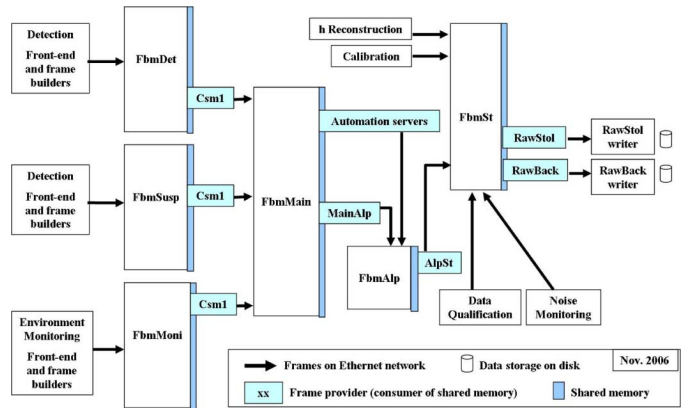 Detection
Front-end
and frame
builders
FbmDet
Csm1
Detection
Front-end
and frame
builders
FbmSusp
Csm1
Environment
Monitoring
Front-end
and frame
builders
FbmMoni
Csm1
FbmMain
Automation servers
MainAlp
FbmAlp
AlpSt
h Reconstruction
Calibration
FbmSt
RawStol
RawStol
writer
RawBack
RawBack
writer
Data
Qualification
Noise
Monitoring
Frames on Ethernet network
Data storage on disk
Nov. 2006
xx
Frame provider (consumer of shared memory)
Shared memory